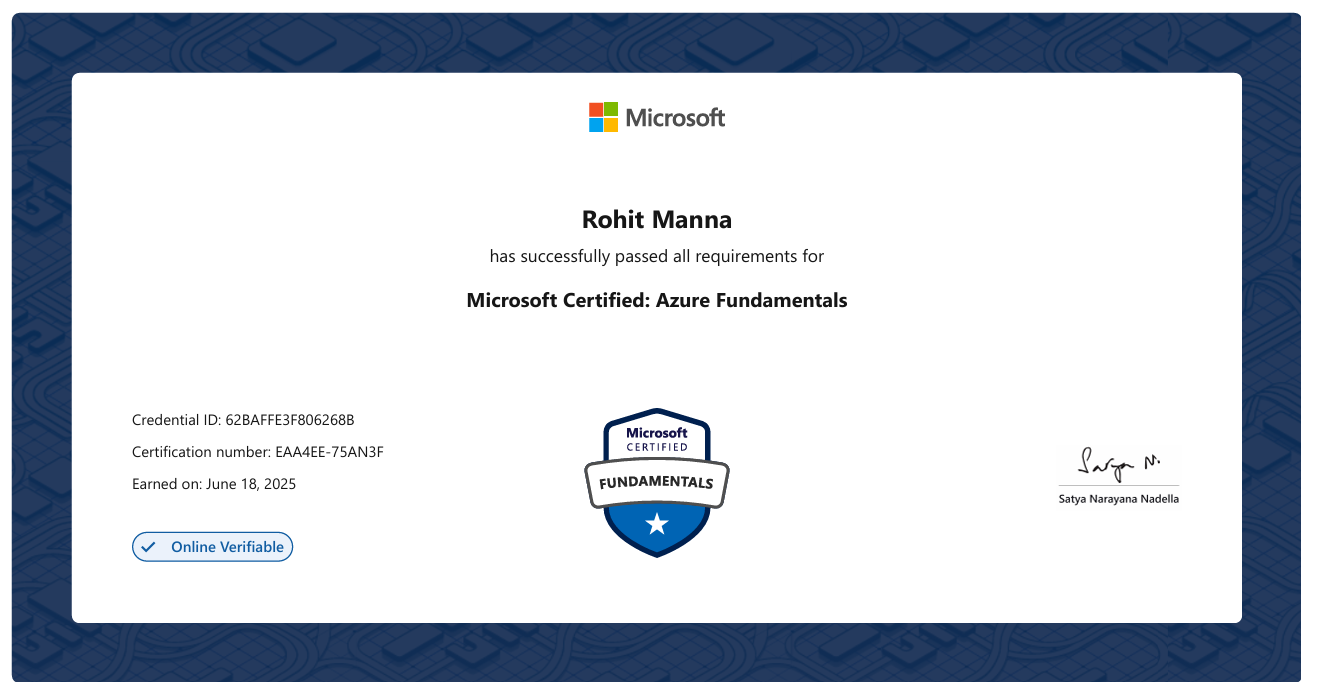 Microsoft
Rohit Manna
has successfully passed all requirements for
Microsoft Certified: Azure Fundamentals
Credential ID: 62BAFFE3F806268B
Certification number: EAA4EE-75AN3F
Earned on: June 18, 2025
Online Verifiable
Microsoft
CERTIFIED
FUNDAMENTALS
Satya N.
Satya Narayana Nadella